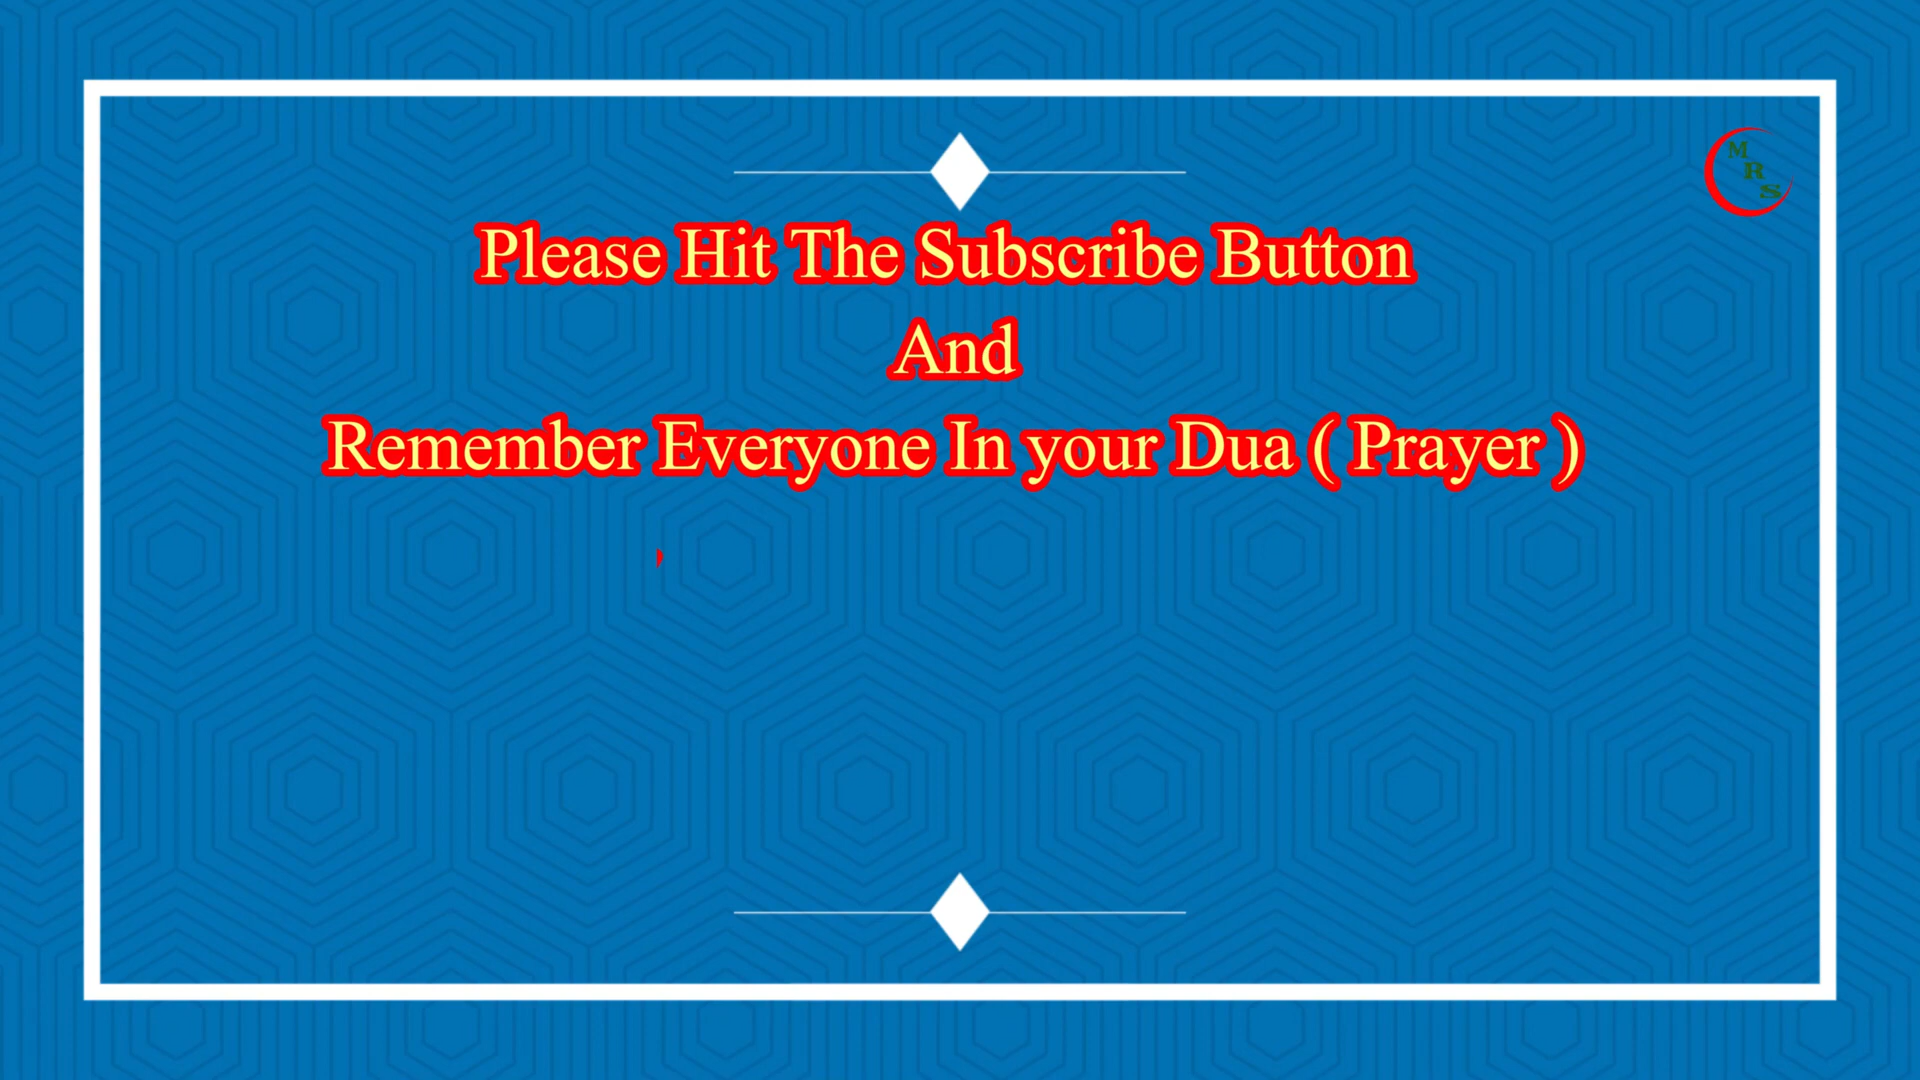 M
R
S
Please Hit The Subscribe Button
And
Remember Everyone In your Dua ( Prayer )